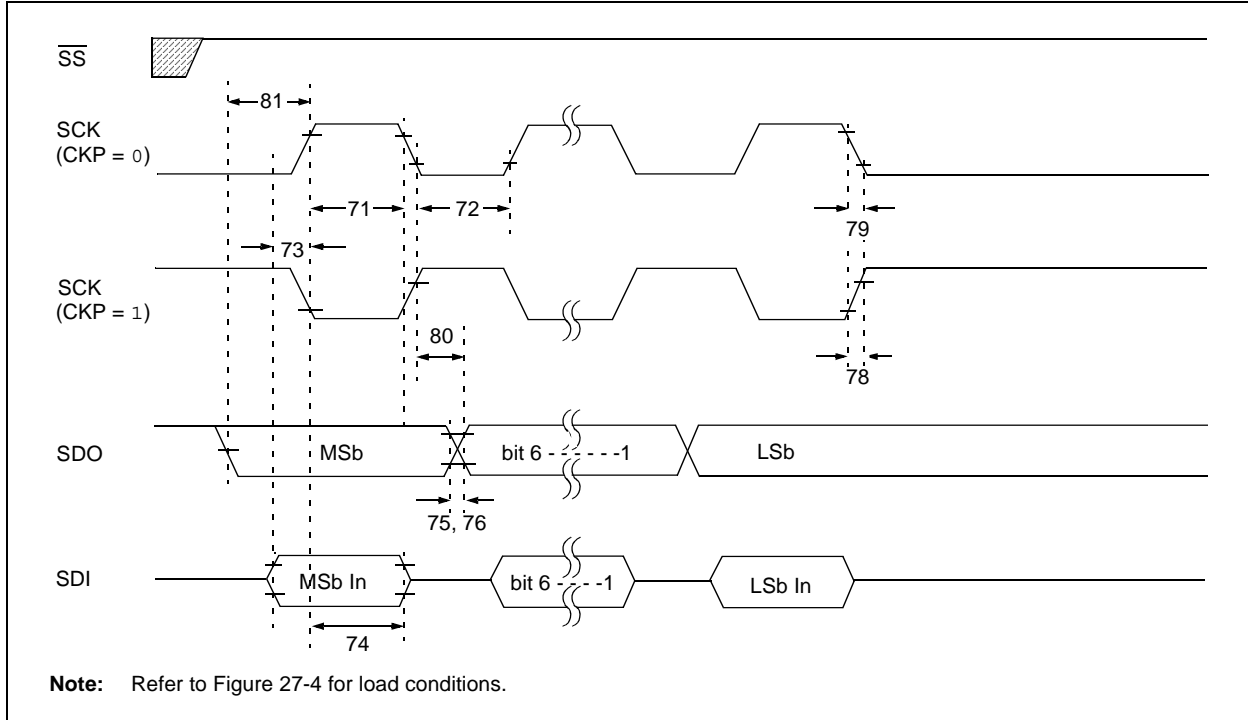 SS
81
SCK
(CKP = 0)
71
72
79
73
SCK
(CKP = 1)
80
78
SDO
MSb
bit 6 - - - - - -1
LSb
75, 76
SDI
MSb In
bit 6 - - - - -1
LSb In
74
Note: Refer to Figure 27-4 for load conditions.